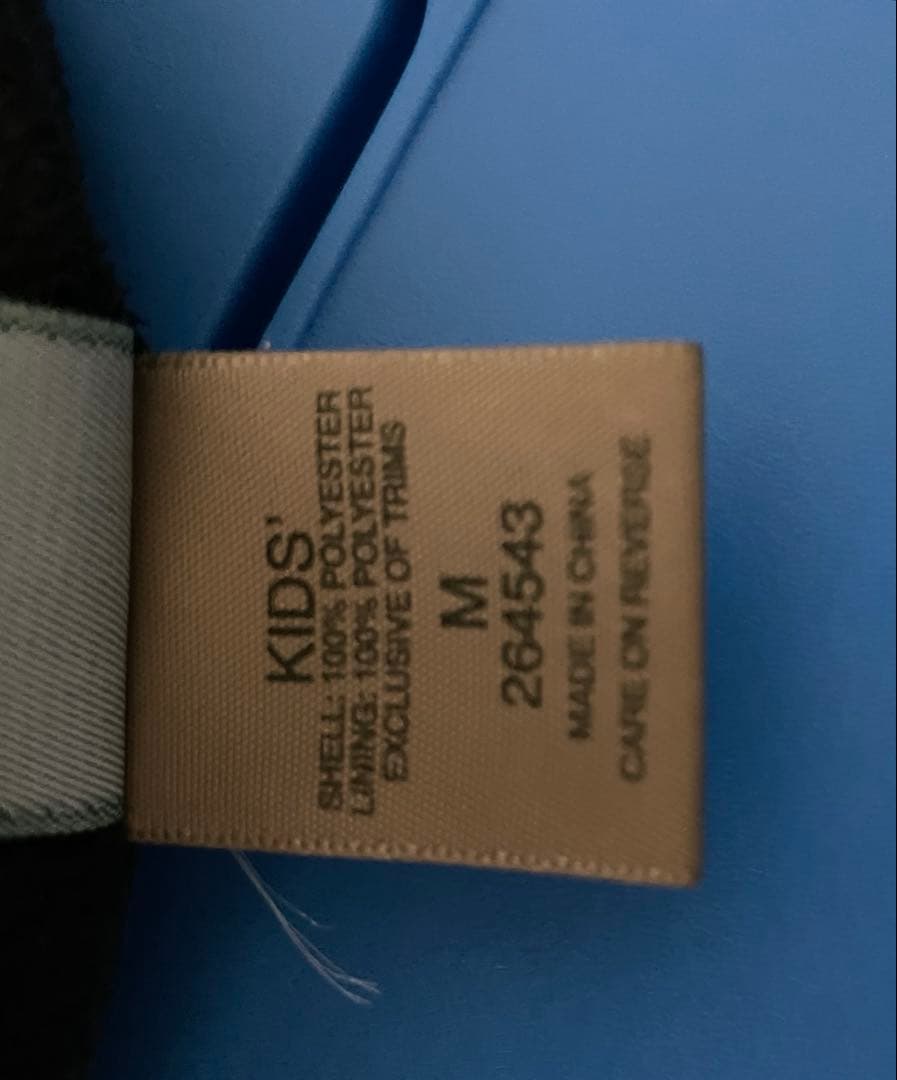 KIDS'
SHELL: 100% POLYESTER
LINING: 100% POLYESTER
EXCLUSIVE OF TRIMS
M
264543
MADE IN CHINA
CARE ON REVERSE